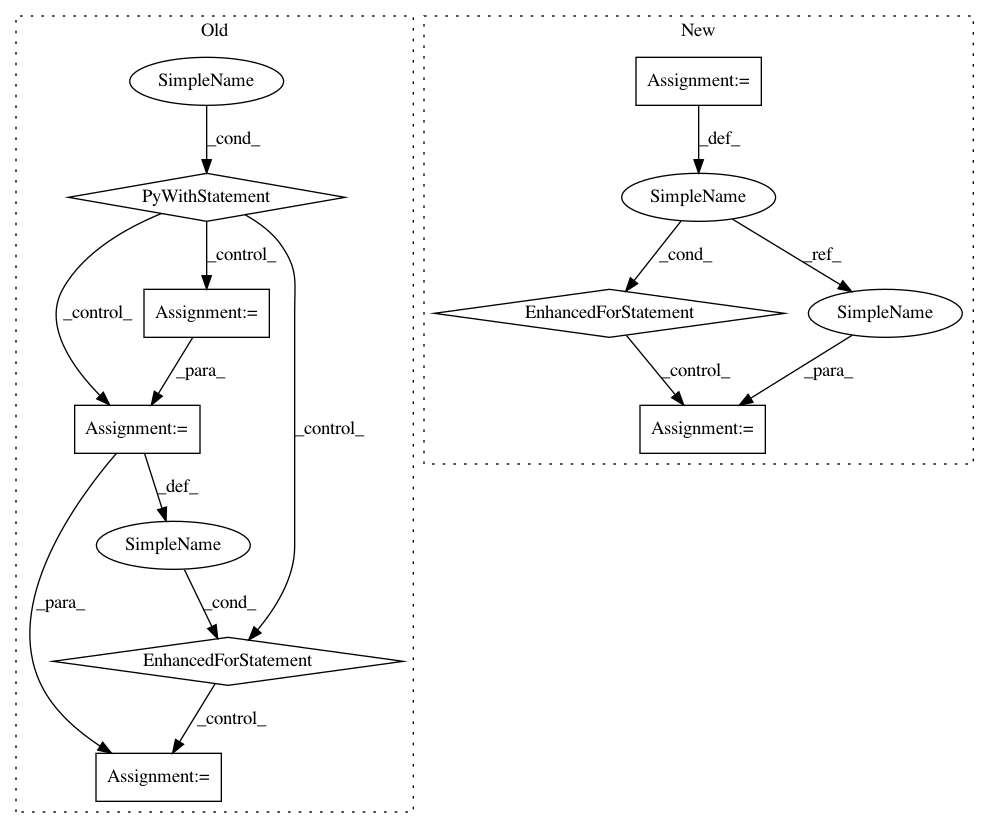 Old
SimpleName
_cond_
PyWithStatement
_control_
_control_
_control_
Assignment:=
_para_
Assignment:=
_def_
_para_
SimpleName
_cond_
EnhancedForStatement
_control_
Assignment:=
New
Assignment:=
_def_
SimpleName
_cond_
_ref_
EnhancedForStatement
SimpleName
_control_
_para_
Assignment:=